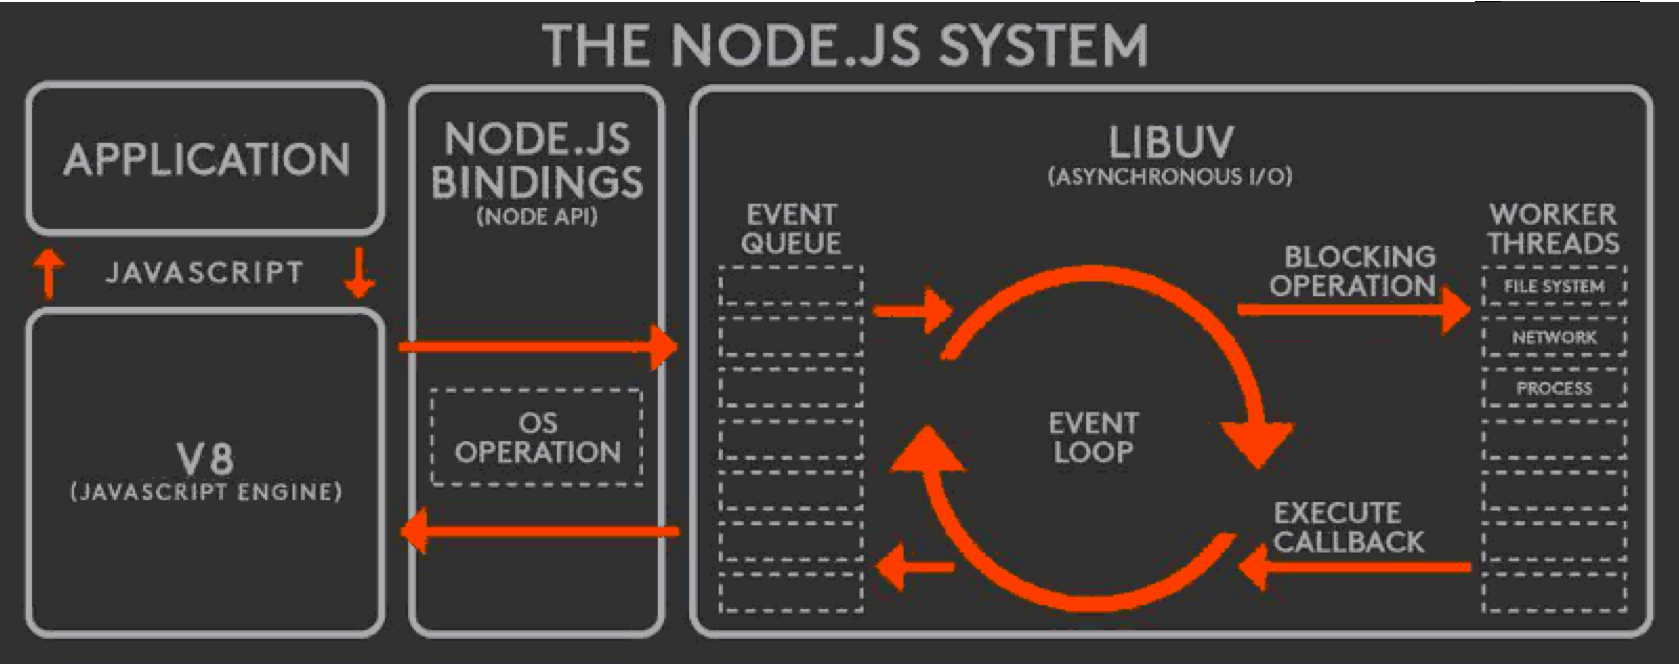 THE NODE.JS SYSTEM
APPLICATION
JAVASCRIPT
V8
(JAVASCRIPT ENGINE)
NODE.JS
BINDINGS
(NODE API)
OS
OPERATION
LIBUV
(ASYNCHRONOUS I/O)
EVENT
QUEUE
EVENT
LOOP
BLOCKING
OPERATION
EXECUTE
CALLBACK
WORKER
THREADS
FILE SYSTEM
NETWORK
PROCESS